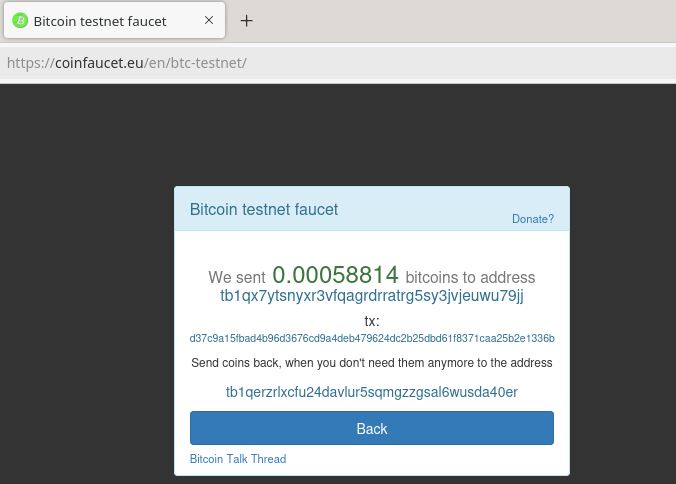 Bitcoin testnet faucet
https://coinfaucet.eu/en/btc-testnet/
Bitcoin testnet faucet
Donate?
We sent 0.00058814 bitcoins to address
tb1qx7ytsnyxr3vfqagrdrratrg5sy3jvjeuwu79jj
tx:
d37c9a15fbad4b96d3676cd9a4deb479624dc2b25dbd61f8371caa25b2e1336b
Send coins back, when you don't need them anymore to the address
tb1qerzrlxcfu24davlur5sqmgzzgsal6wusda40er
Back
Bitcoin Talk Thread